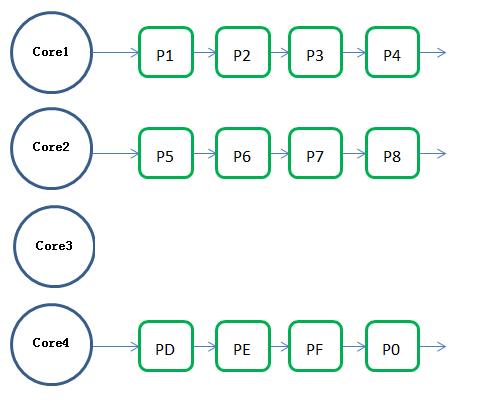 Core1 P1 P2 P3 P4
Core2 P5 P6 P7 P8
Core3
Core4 PD PE PF P0